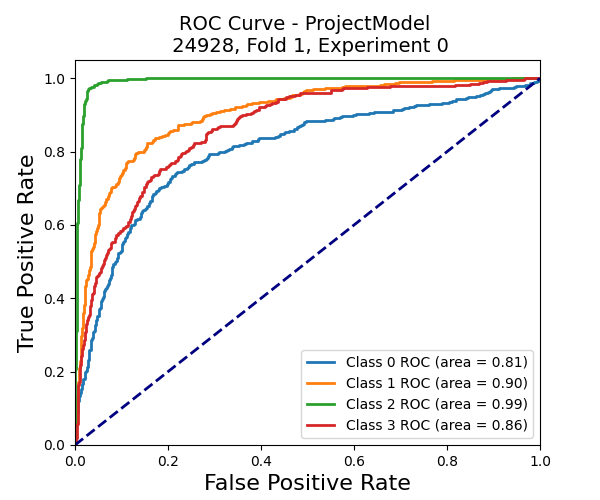 ROC Curve - ProjectModel
24928, Fold 1, Experiment 0
True Positive Rate
1.0
0.8
0.6
0.4
0.2
0.0
0.0 0.2 0.4 0.6 0.8 1.0
False Positive Rate
Class 0 ROC (area = 0.81)
Class 1 ROC (area = 0.90)
Class 2 ROC (area = 0.99)
Class 3 ROC (area = 0.86)